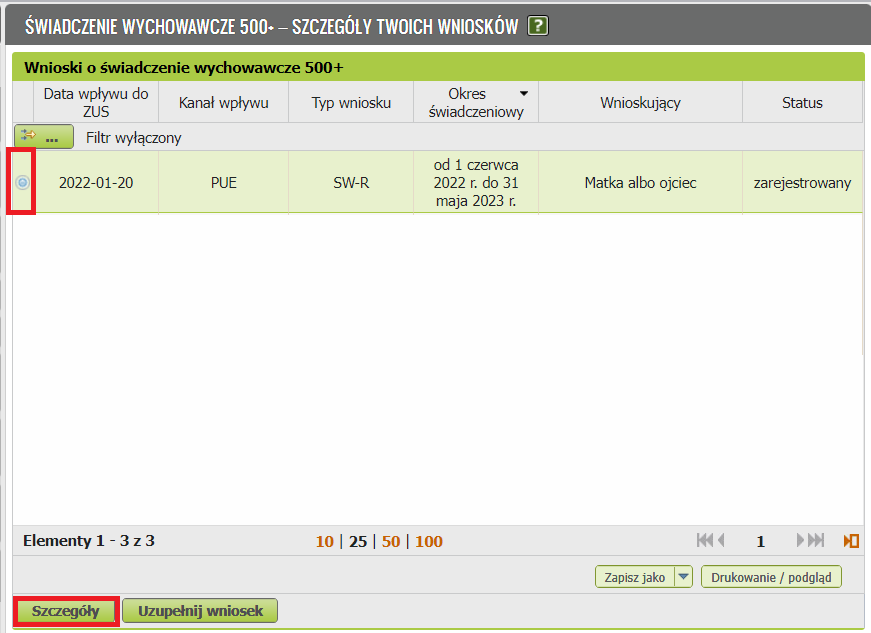 ŚWIADCZENIE WYCHOWAWCZE 500+ – SZCZEGÓŁY TWOICH WNIOSKÓW ?
Wnioski o świadczenie wychowawcze 500+
Data wpływu do ZUS
Kanał wpływu
Typ wniosku
Okres świadczeniowy
Wnioskujący
Status
... Filtr wyłączony
2022-01-20
PUE
SW-R
od 1 czerwca
2022 r. do 31
maja 2023 r.
Matka albo ojciec
zarejestrowany
Elementy 1 - 3 z 3
10 | 25 | 50 | 100
1
Zapisz jako
Drukowanie / podgląd
Szczegóły
Uzupełnij wniosek